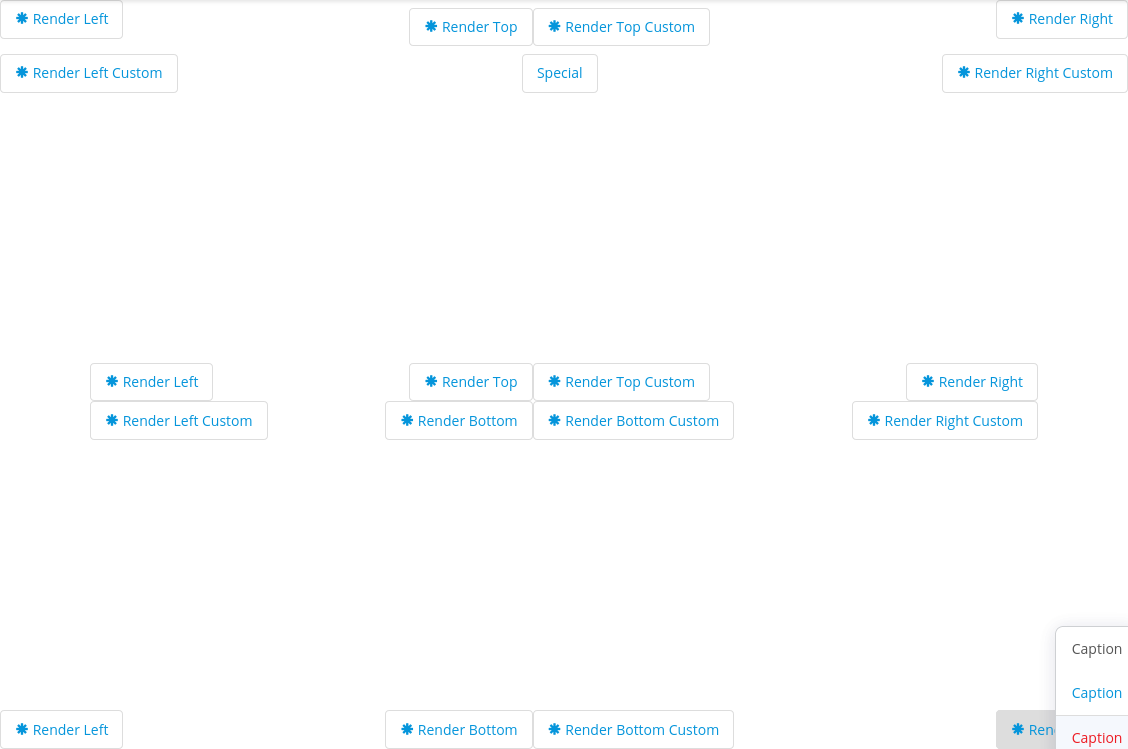 Render Left
Render Top
Render Top Custom
Render Right
Render Left Custom
Special
Render Right Custom
Render Left
Render Top
Render Top Custom
Render Right
Render Left Custom
Render Bottom
Render Bottom Custom
Render Right Custom
Caption
Caption
Render Left
Render Bottom
Render Bottom Custom
Caption